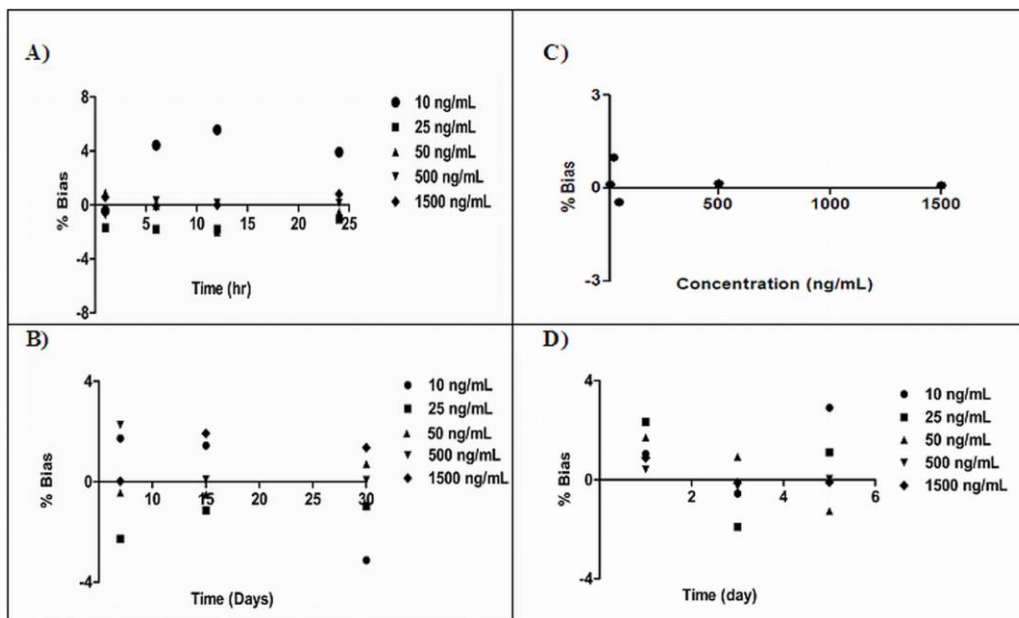 A)
8
4
0
-4
-8
% Bias
5
10
15
20
25
Time (hr)
10 ng/mL
25 ng/mL
50 ng/mL
500 ng/mL
1500 ng/mL
C)
3
0
-3
% Bias
500
1000
1500
Concentration (ng/mL)
B)
4
0
-4
% Bias
10
15
20
25
30
Time (Days)
10 ng/mL
25 ng/mL
50 ng/mL
500 ng/mL
1500 ng/mL
D)
4
0
-4
% Bias
2
4
6
Time (day)
10 ng/mL
25 ng/mL
50 ng/mL
500 ng/mL
1500 ng/mL